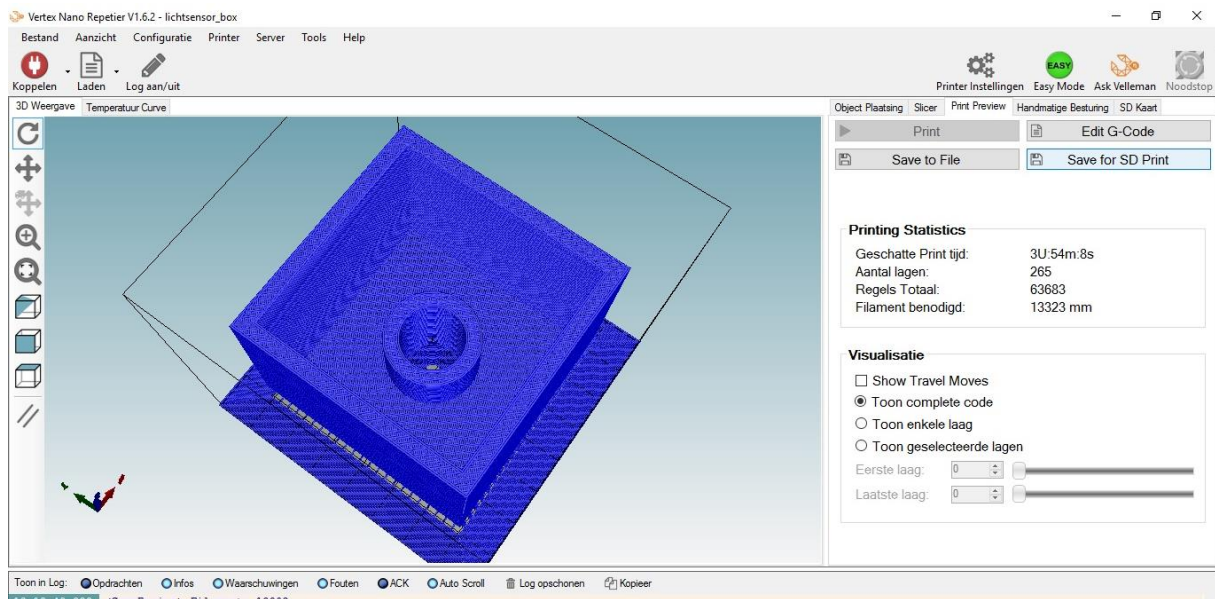 Vertex Nano Repetier V1.6.2 - lichtsensor_box
Bestand Aanzicht Configuratie Printer Server Tools Help
Koppelen Laden Log aan/uit
Printer Instellingen Easy Mode Ask Velleman Noodstop
EASY
3D Weergave Temperatuur Curve
Object Plaatsing Slicer Print Preview Handmatige Besturing SD Kaart
Print Edit G-Code
Save to File Save for SD Print
Printing Statistics
Geschatte Print tijd: 3U:54m:8s
Aantal lagen: 265
Regels Totaal: 63683
Filament benodigd: 13323 mm
Visualisatie
Show Travel Moves
Toon complete code
Toon enkele laag
Toon geselecteerde lagen
Eerste laag: 0
Laatste laag: 0
Toon in Log: Opdrachten Infos Waarschuwingen Fouten ACK Auto Scroll Log opschonen Kopieer